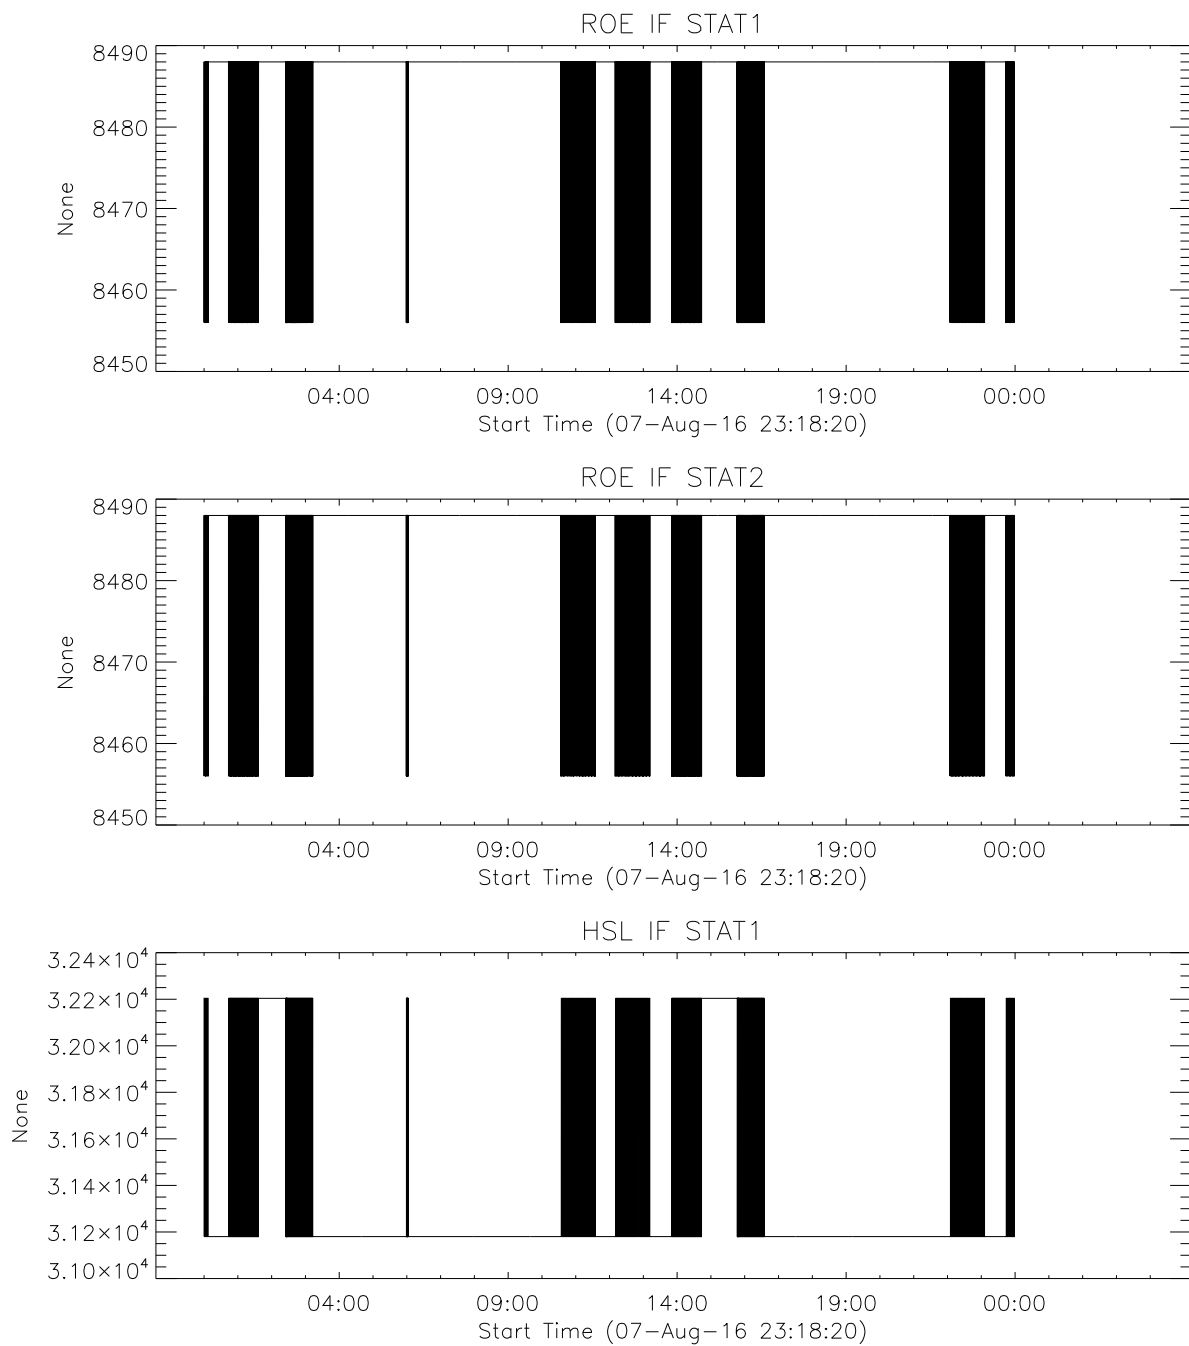 ROE IF STAT1
8490
8480
8470
8460
8450
None
04:00 09:00 14:00 19:00 00:00
Start Time (07-Aug-16 23:18:20)
ROE IF STAT2
8490
8480
8470
8460
8450
None
04:00 09:00 14:00 19:00 00:00
Start Time (07-Aug-16 23:18:20)
HSL IF STAT1
3.24×10⁴
3.22×10⁴
3.20×10⁴
3.18×10⁴
3.16×10⁴
3.14×10⁴
3.12×10⁴
3.10×10⁴
None
04:00 09:00 14:00 19:00 00:00
Start Time (07-Aug-16 23:18:20)